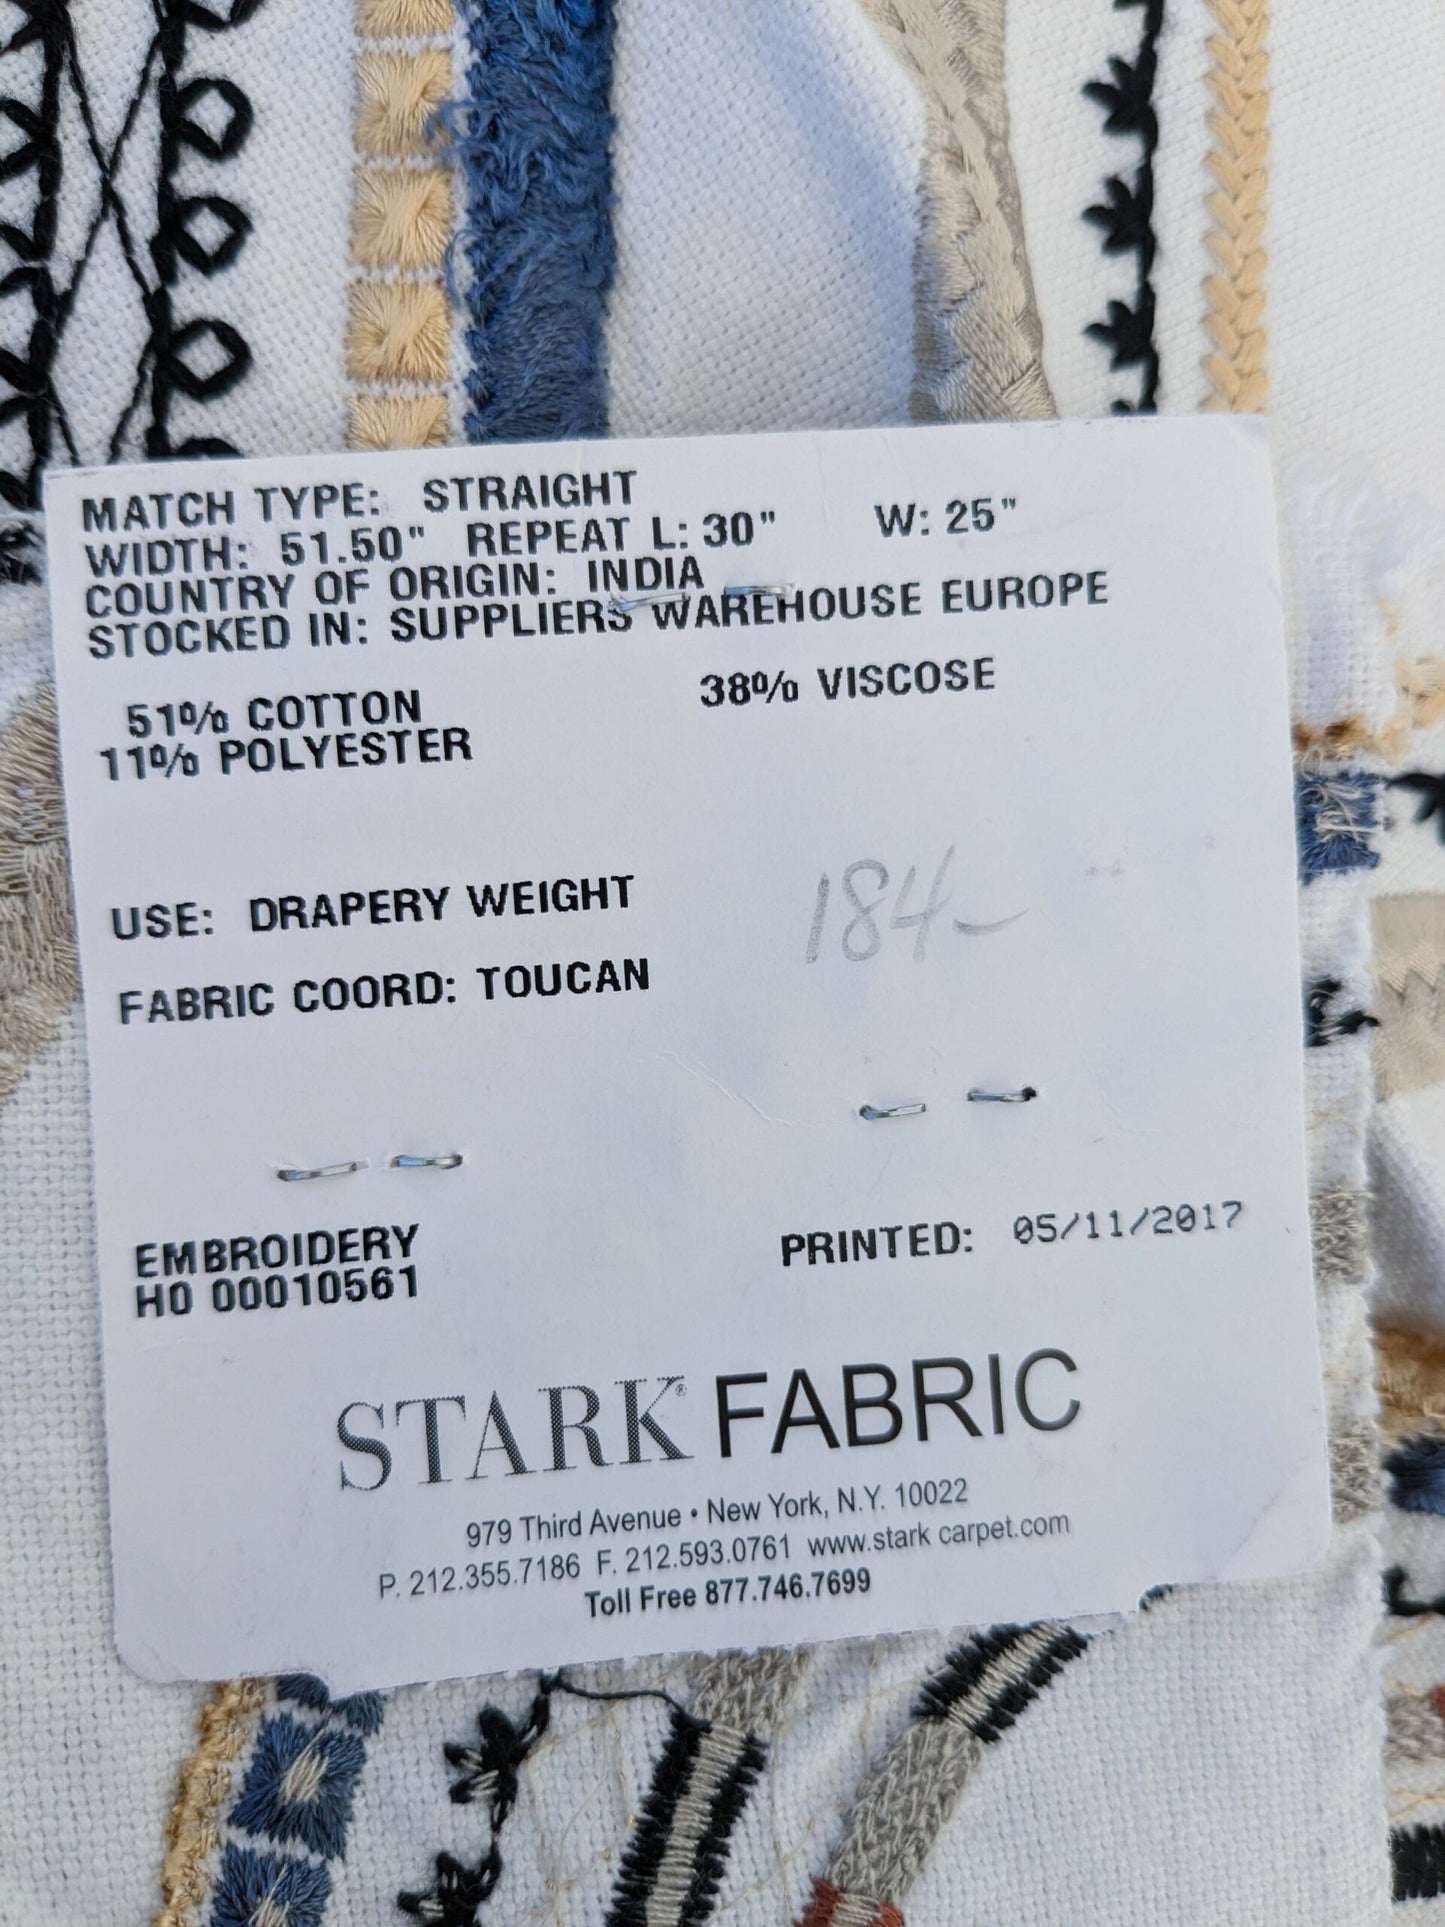 MATCH TYPE: STRAIGHT
WIDTH: 51.50" REPEAT L: 30" W: 25"
COUNTRY OF ORIGIN: INDIA
STOCKED IN: SUPPLIERS WAREHOUSE EUROPE
51% COTTON 38% VISCOSE
11% POLYESTER
USE: DRAPERY WEIGHT
184-
FABRIC COORD: TOUCAN
EMBROIDERY
H0 00010561
PRINTED: 05/11/2017
STARK® FABRIC
979 Third Avenue • New York, N.Y. 10022
P. 212.355.7186 F. 212.593.0761 www.stark carpet.com
Toll Free 877.746.7699